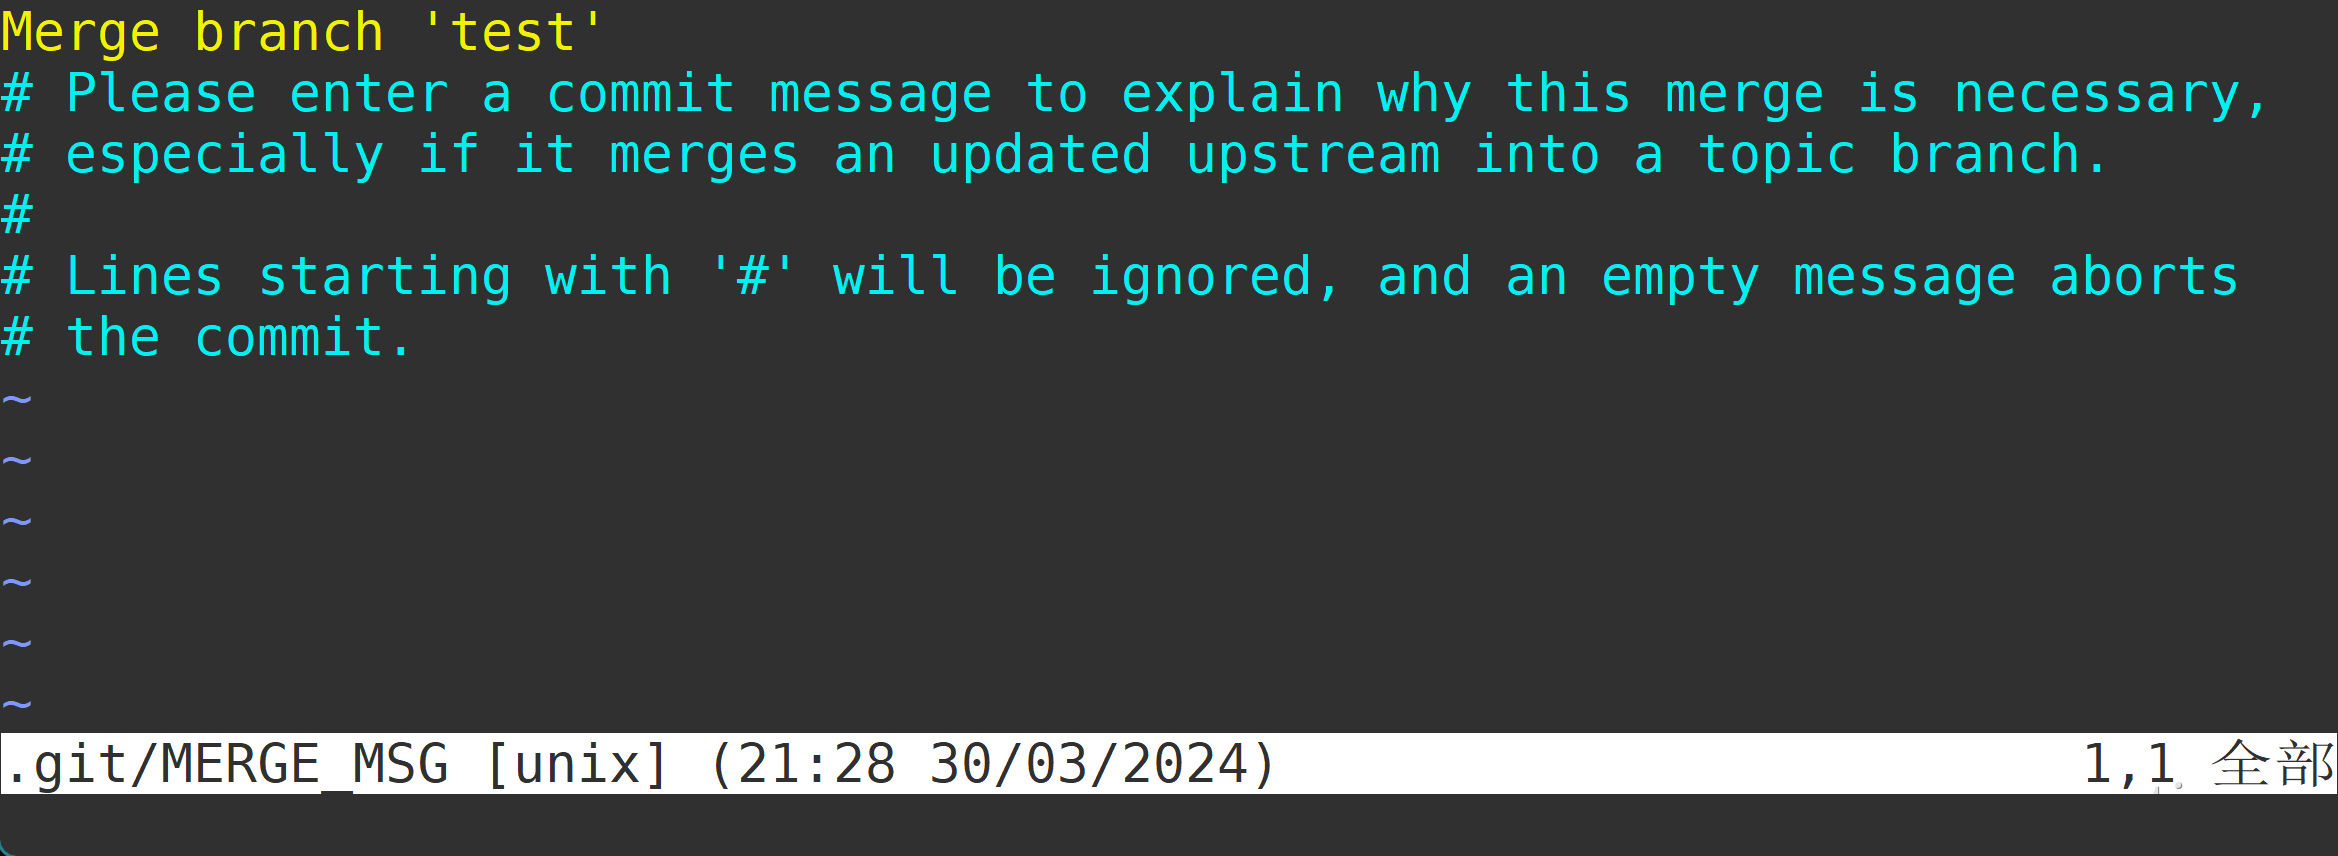 Merge branch 'test'
# Please enter a commit message to explain why this merge is necessary,
# especially if it merges an updated upstream into a topic branch.
#
# Lines starting with '#' will be ignored, and an empty message aborts
# the commit.
~
~
~
~
~
~
.git/MERGE_MSG [unix] (21:28 30/03/2024) 1,1 全部